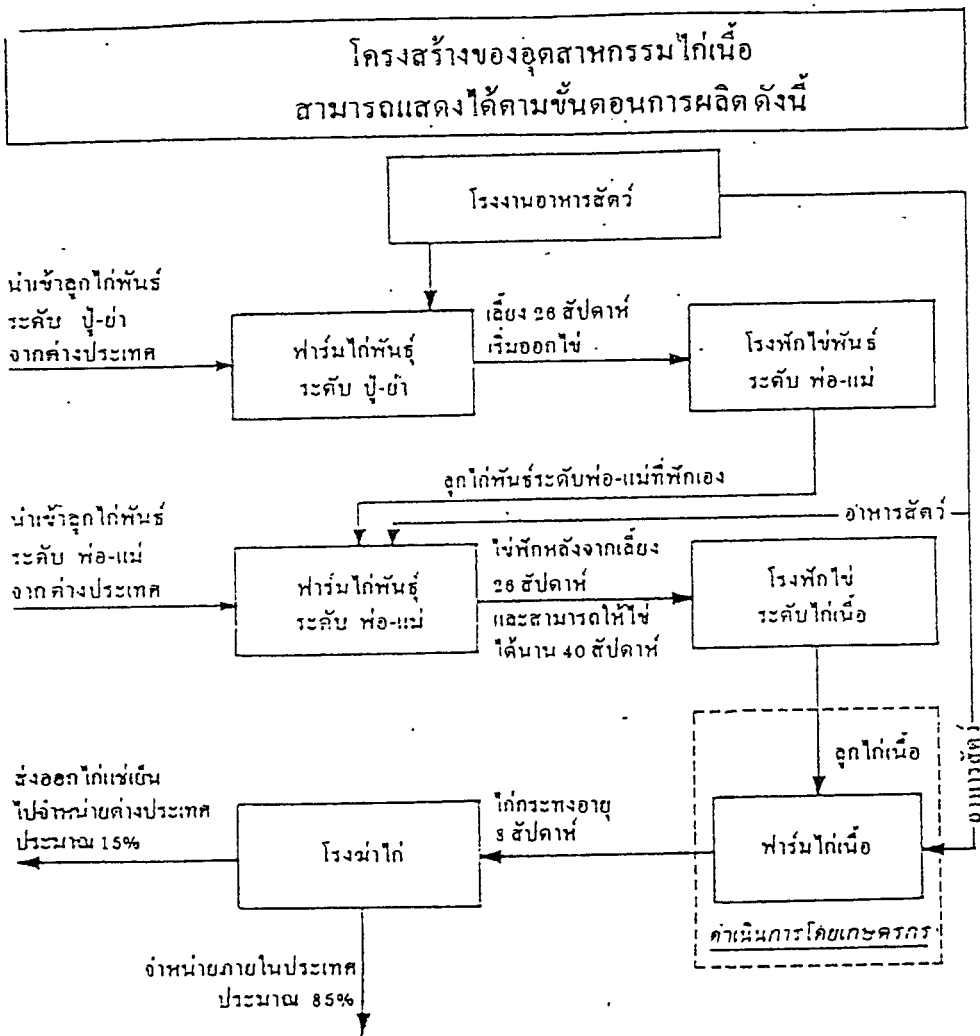 โครงสร้างของอุตสาหกรรมไก่เนื้อ
สามารถแสดงได้ตามขั้นตอนการผลิตดังนี้
โรงงานอาหารสัตว์
นำเข้าลูกไก่พันธ์
ระดับ ปู่-ย่า
จากต่างประเทศ
ฟาร์มไก่พันธุ์
ระดับ ปู่-ย่า
เลี้ยง 26 สัปดาห์
เริ่มออกไข่
โรงฟักไข่พันธ์
ระดับ พ่อ-แม่
ลูกไก่พันธ์ระดับพ่อ-แม่ที่ฟักเอง
อาหารสัตว์
นำเข้าลูกไก่พันธ์
ระดับ พ่อ-แม่
จากต่างประเทศ
ฟาร์มไก่พันธุ์
ระดับ พ่อ-แม่
ไข่ฟักหลังจากเลี้ยง
26 สัปดาห์
และสามารถให้ไข่
ได้นาน 40 สัปดาห์
โรงฟักไข่
ระดับไก่เนื้อ
ลูกไก่เนื้อ
อาหารสัตว์
ส่งออกไก่แช่เย็น
ไปจำหน่ายต่างประเทศ
ประมาณ 15%
โรงฆ่าไก่
ไก่กระทงอายุ
8 สัปดาห์
ฟาร์มไก่เนื้อ
ดำเนินการโดยเกษตรกร
จำหน่ายภายในประเทศ
ประมาณ 85%